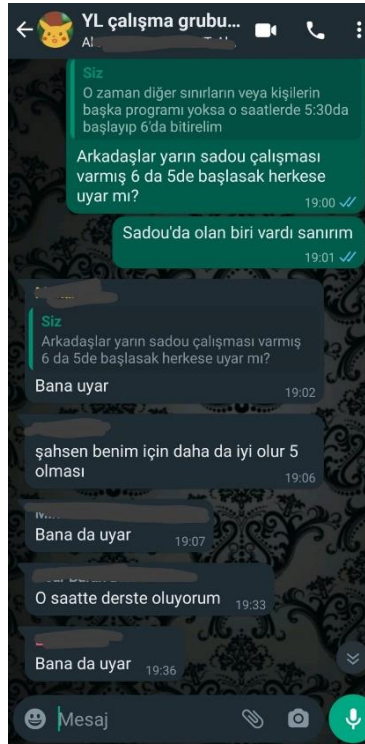 YL çalışma grubu...
Siz
O zaman diğer sınırların veya kişilerin
başka programı yoksa o saatlerde 5:30da
başlayıp 6'da bitirelim
Arkadaşlar yarın sadou çalışması
varmış 6 da 5de başlasak herkese
uyar mı?
19:00
Sadou'da olan biri vardı sanırım
19:01
Siz
Arkadaşlar yarın sadou çalışması varmış
6 da 5de başlasak herkese uyar mı?
Bana uyar
19:02
şahsen benim için daha da iyi olur 5
olması
19:06
Bana da uyar
19:07
O saatte derste oluyorum
19:33
Bana da uyar
19:36
Mesaj